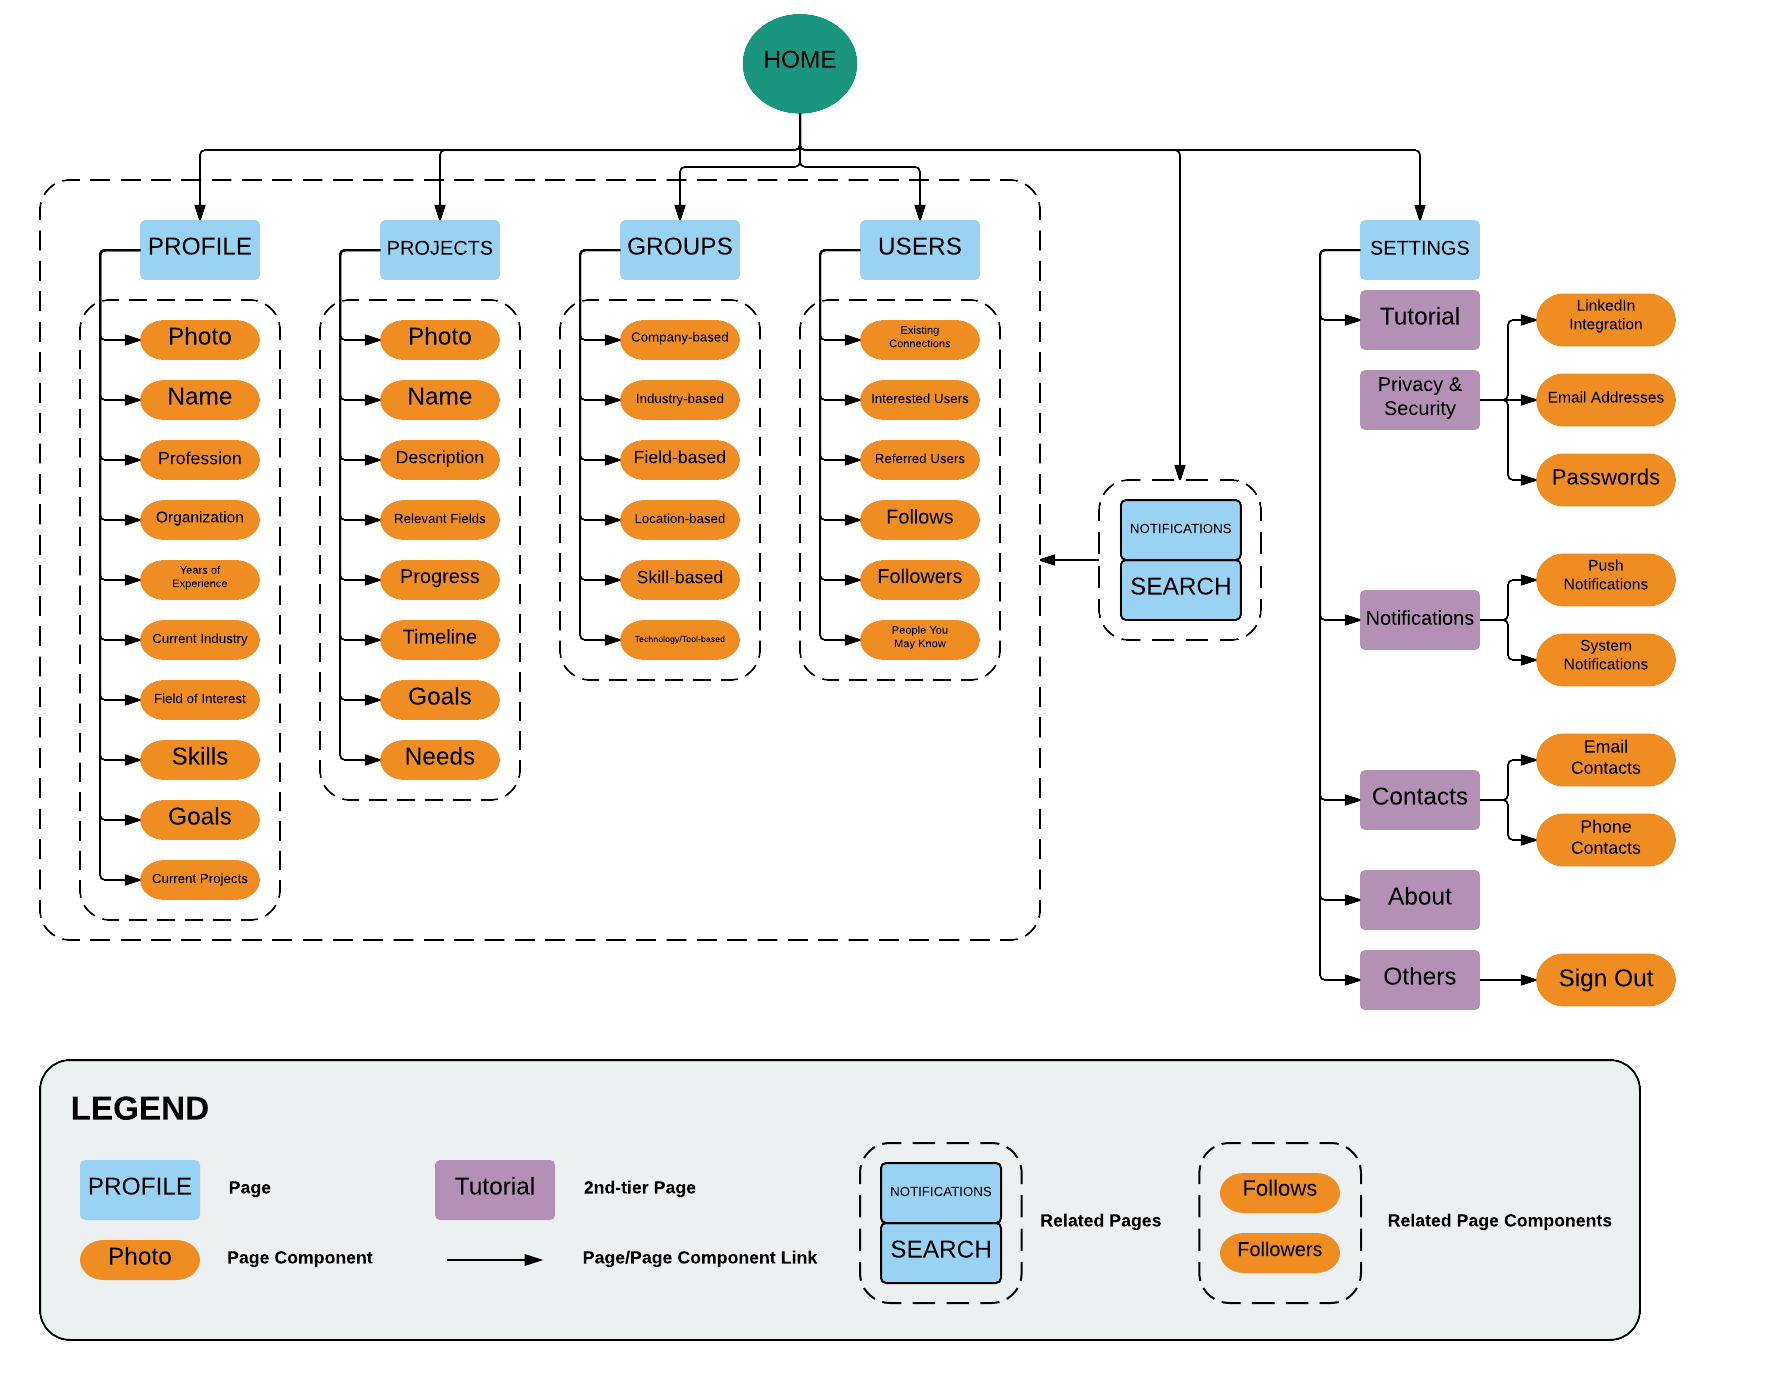 HOME
PROFILE
PROJECTS
GROUPS
USERS
SETTINGS
Photo
Name
Profession
Organization
Years of
Experience
Current Industry
Field of Interest
Skills
Goals
Current Projects
Photo
Name
Description
Relevant Fields
Progress
Timeline
Goals
Needs
Company-based
Industry-based
Field-based
Location-based
Skill-based
Technology/Tool-based
Existing
Connections
Interested Users
Referred Users
Follows
Followers
People You
May Know
NOTIFICATIONS
SEARCH
Tutorial
Privacy &
Security
LinkedIn
Integration
Email Addresses
Passwords
Notifications
Push
Notifications
System
Notifications
Contacts
Email
Contacts
Phone
Contacts
About
Others
Sign Out
LEGEND
PROFILE
Page
Photo
Page Component
Tutorial
2nd-tier Page
Page/Page Component Link
NOTIFICATIONS
SEARCH
Related Pages
Follows
Followers
Related Page Components